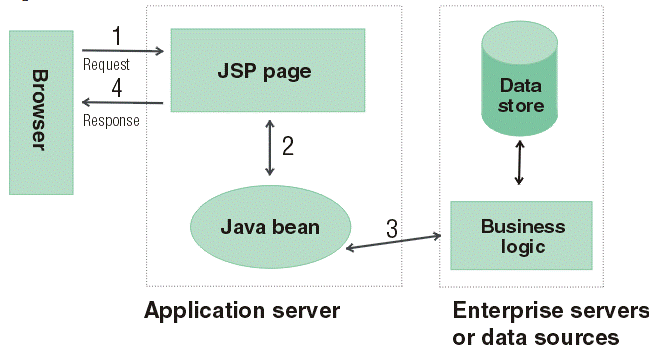 Browser
1
Request
4
Response
JSP page
2
Java bean
3
Data
store
Business
logic
Application server
Enterprise servers
or data sources